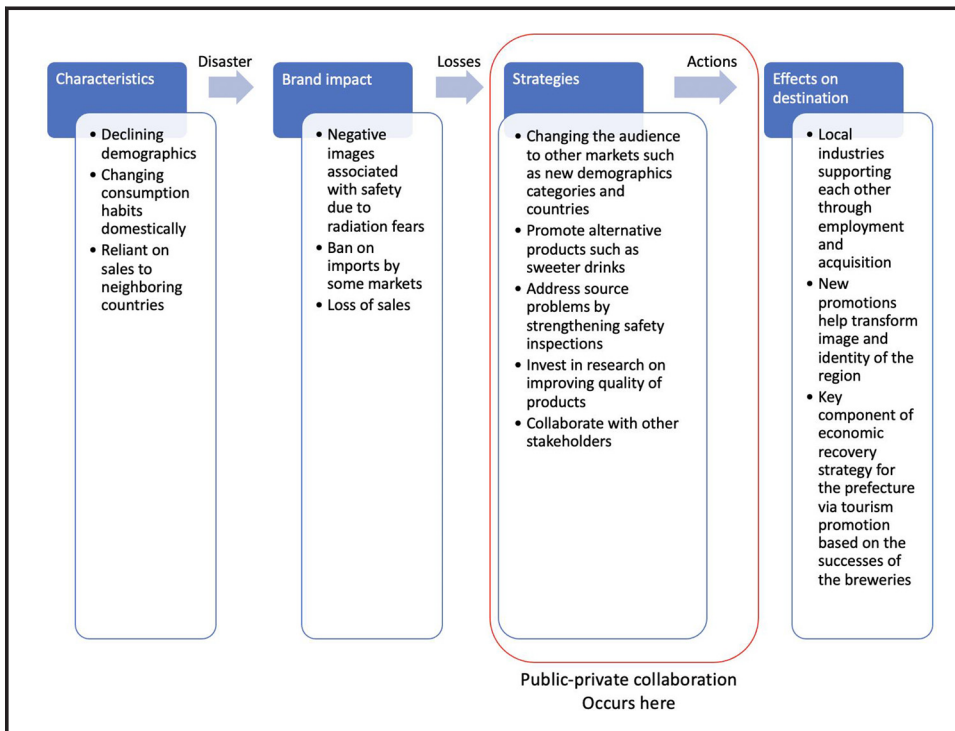 Characteristics
• Declining
demographics
• Changing
consumption
habits
domestically
• Reliant on
sales to
neighboring
countries
Disaster
Brand impact
• Negative
images
associated
with safety
due to
radiation fears
• Ban on
imports by
some markets
• Loss of sales
Losses
Strategies
• Changing the audience
to other markets such
as new demographics
categories and
countries
• Promote alternative
products such as
sweeter drinks
• Address source
problems by
strengthening safety
inspections
• Invest in research on
improving quality of
products
• Collaborate with other
stakeholders
Actions
Effects on
destination
• Local
industries
supporting
each other
through
employment
and
acquisition
• New
promotions
help transform
image and
identity of the
region
• Key
component of
economic
recovery
strategy for
the prefecture
via tourism
promotion
based on the
successes of
the breweries
Public-private collaboration
Occurs here